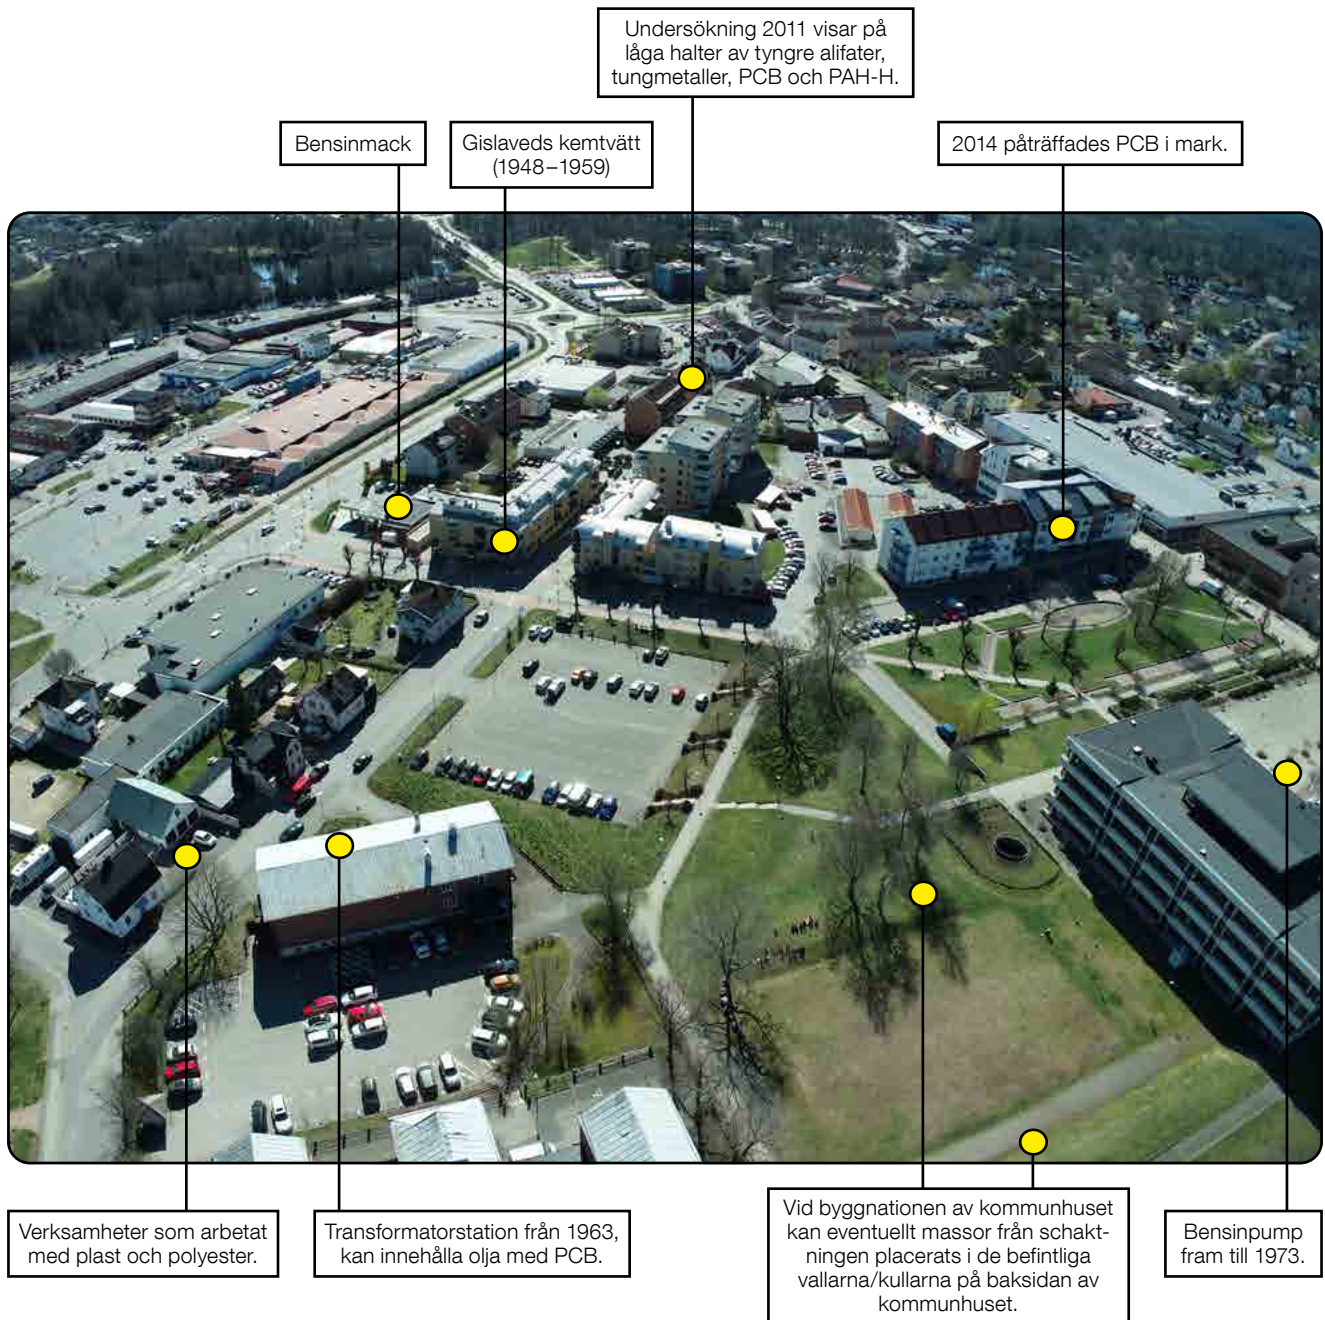 Undersökning 2011 visar på
låga halter av tyngre alifater,
tungmetaller, PCB och PAH-H.
Bensinmack
Gislaveds kemtvätt
(1948–1959)
2014 påträffades PCB i mark.
Verksamheter som arbetat
med plast och polyester.
Transformatorstation från 1963,
kan innehålla olja med PCB.
Vid byggnationen av kommunhuset
kan eventuellt massor från schakt-
ningen placerats i de befintliga
vallarna/kullarna på baksidan av
kommunhuset.
Bensinpump
fram till 1973.